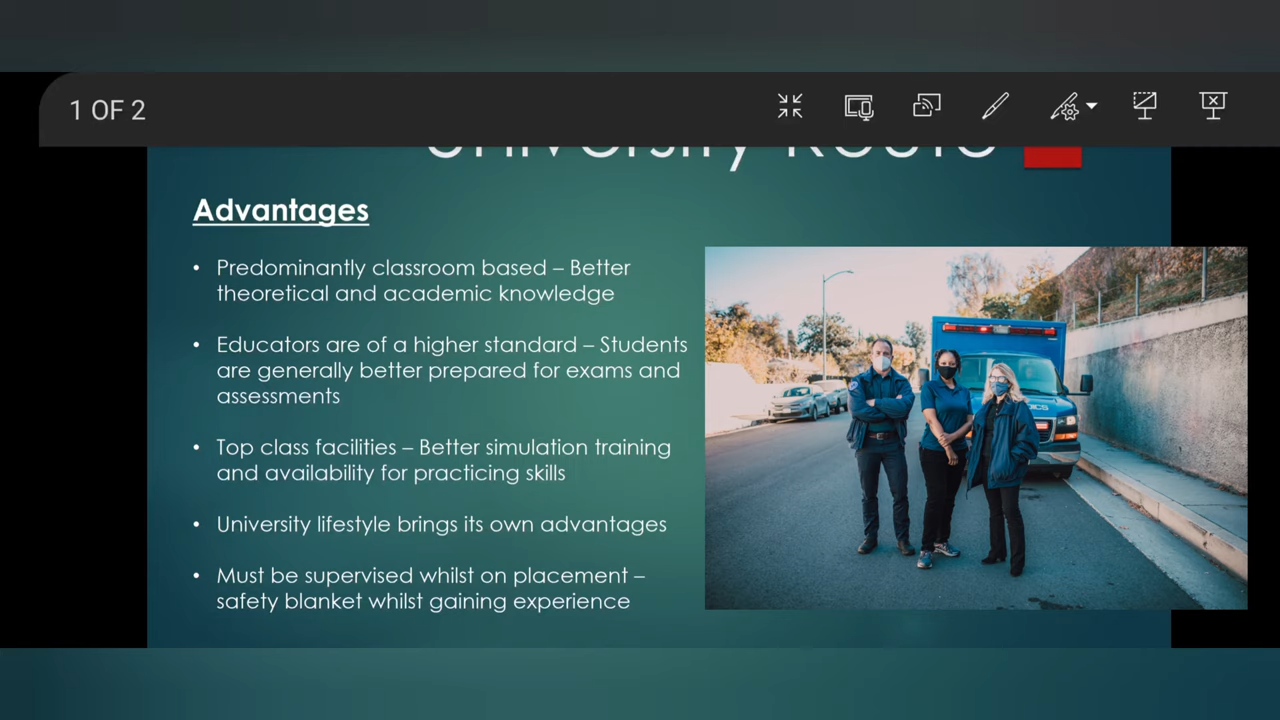 1 OF 2
University Route
Advantages
• Predominantly classroom based – Better
theoretical and academic knowledge
• Educators are of a higher standard – Students
are generally better prepared for exams and
assessments
• Top class facilities – Better simulation training
and availability for practicing skills
• University lifestyle brings its own advantages
• Must be supervised whilst on placement –
safety blanket whilst gaining experience